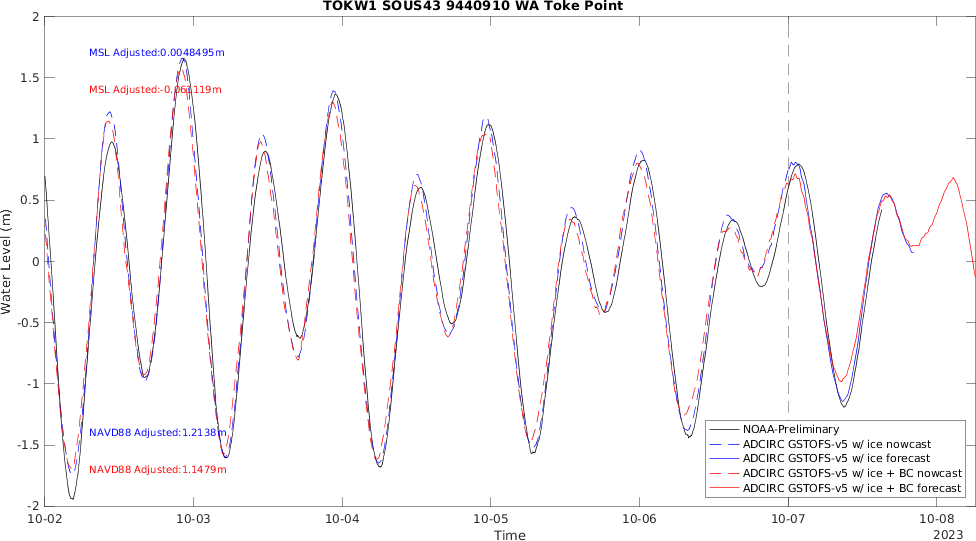 TOKW1 SOUS43 9440910 WA Toke Point
2
1.5
1
0.5
0
-0.5
-1
-1.5
-2
Water Level (m)
MSL Adjusted:0.0048495m
MSL Adjusted:-0.061119m
NAVD88 Adjusted:1.2138m
NAVD88 Adjusted:1.1479m
NOAA-Preliminary
ADCIRC GSTOFS-v5 w/ ice nowcast
ADCIRC GSTOFS-v5 w/ ice forecast
ADCIRC GSTOFS-v5 w/ ice + BC nowcast
ADCIRC GSTOFS-v5 w/ ice + BC forecast
10-02 10-03 10-04 10-05 10-06 10-07 10-08
Time
2023